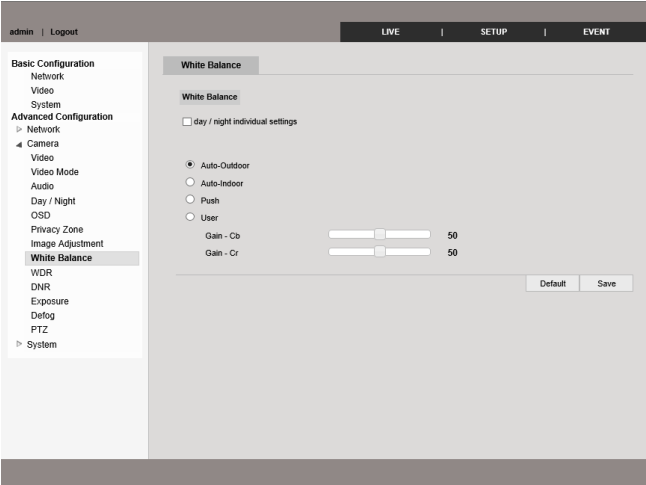 admin | Logout
LIVE | SETUP | EVENT
Basic Configuration
Network
Video
System
Advanced Configuration
Network
Camera
Video
Video Mode
Audio
Day / Night
OSD
Privacy Zone
Image Adjustment
White Balance
WDR
DNR
Exposure
Defog
PTZ
System
White Balance
White Balance
day / night individual settings
Auto-Outdoor
Auto-Indoor
Push
User
Gain - Cb 50
Gain - Cr 50
Default Save